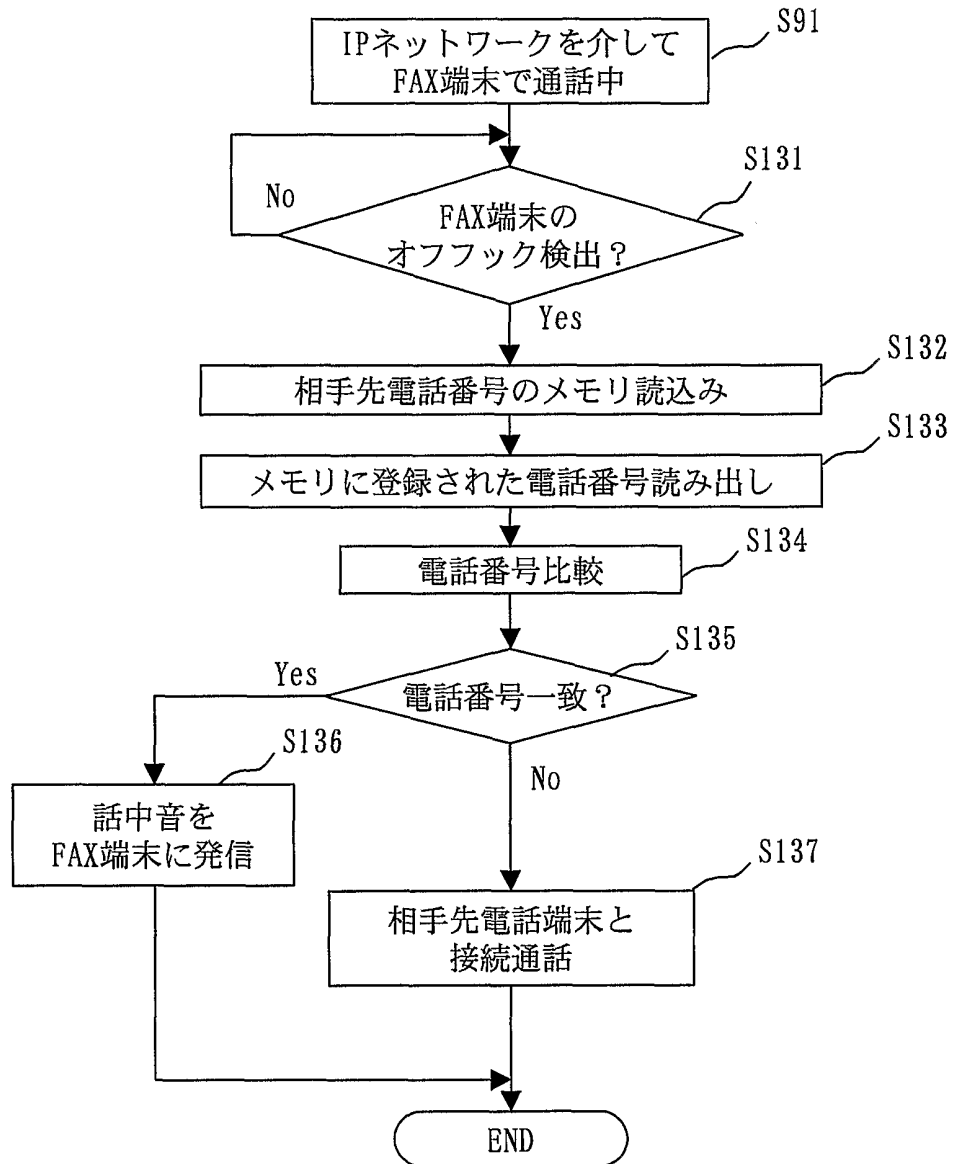 S91
IPネットワークを介して
FAX端末で通話中
S131
No
FAX端末の
オフフック検出?
Yes
S132
相手先電話番号のメモリ読込み
S133
メモリに登録された電話番号読み出し
S134
電話番号比較
S135
Yes
電話番号一致?
S136
No
話中音を
FAX端末に発信
S137
相手先電話端末と
接続通話
END